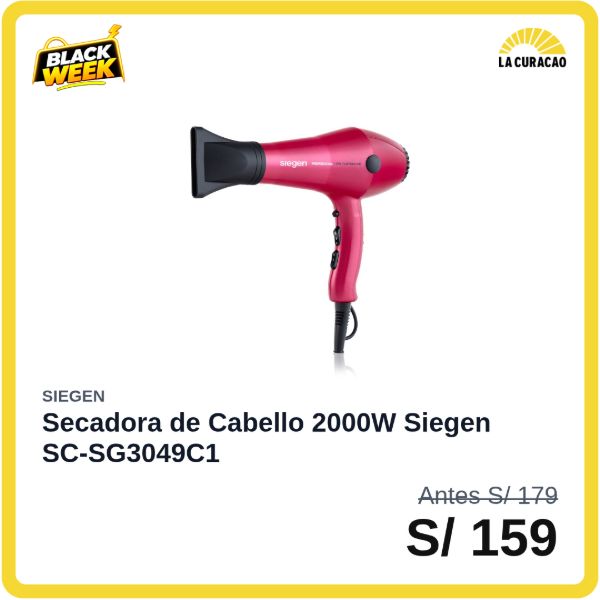 BLACK
WEEK
LA CURACAO
siegen
SIEGEN
Secadora de Cabello 2000W Siegen
SC-SG3049C1
Antes S/ 179
S/ 159